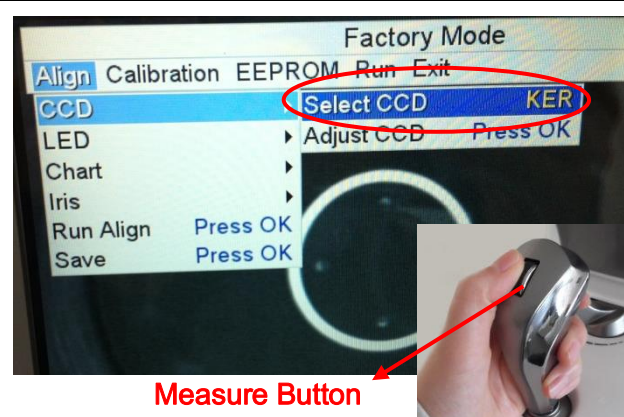 Factory Mode
Align Calibration EEPROM Run Exit
CCD
Select CCD KER
LED
Adjust CCD Press OK
Chart
Iris
Run Align Press OK
Save Press OK
Measure Button